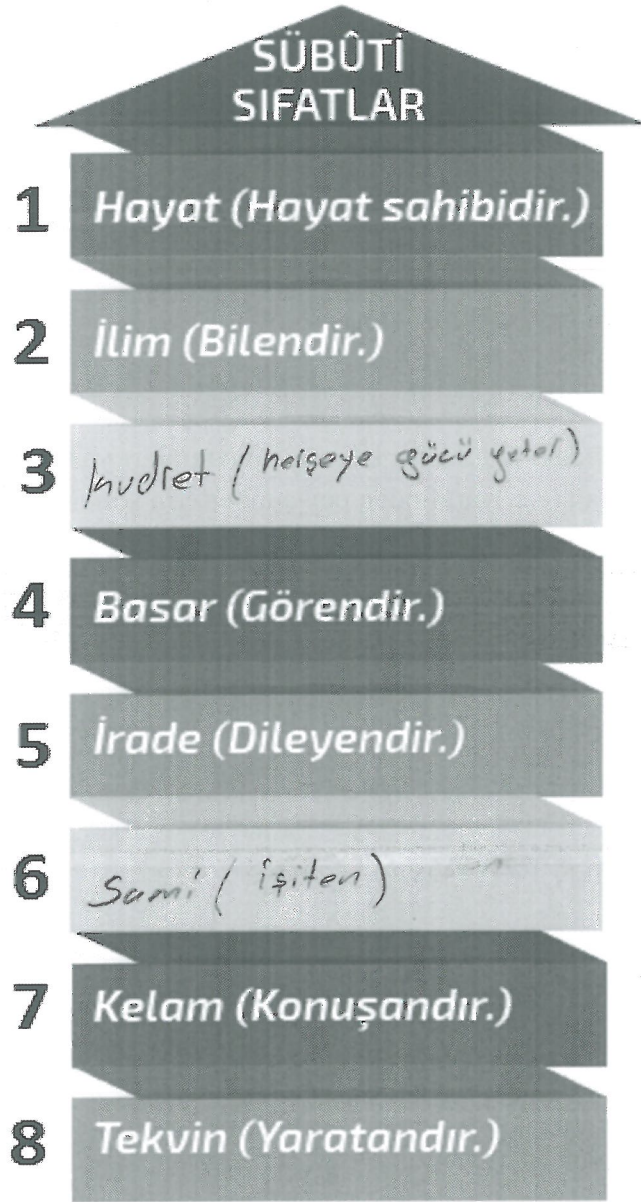 SÜBÛTİ
SIFATLAR
1 Hayat (Hayat sahibidir.)
2 İlim (Bilendir.)
3 kudret (herşeye gücü yeter)
4 Basar (Görendir.)
5 İrade (Dileyendir.)
6 Sami (işiten)
7 Kelam (Konuşandır.)
8 Tekvin (Yaratandır.)